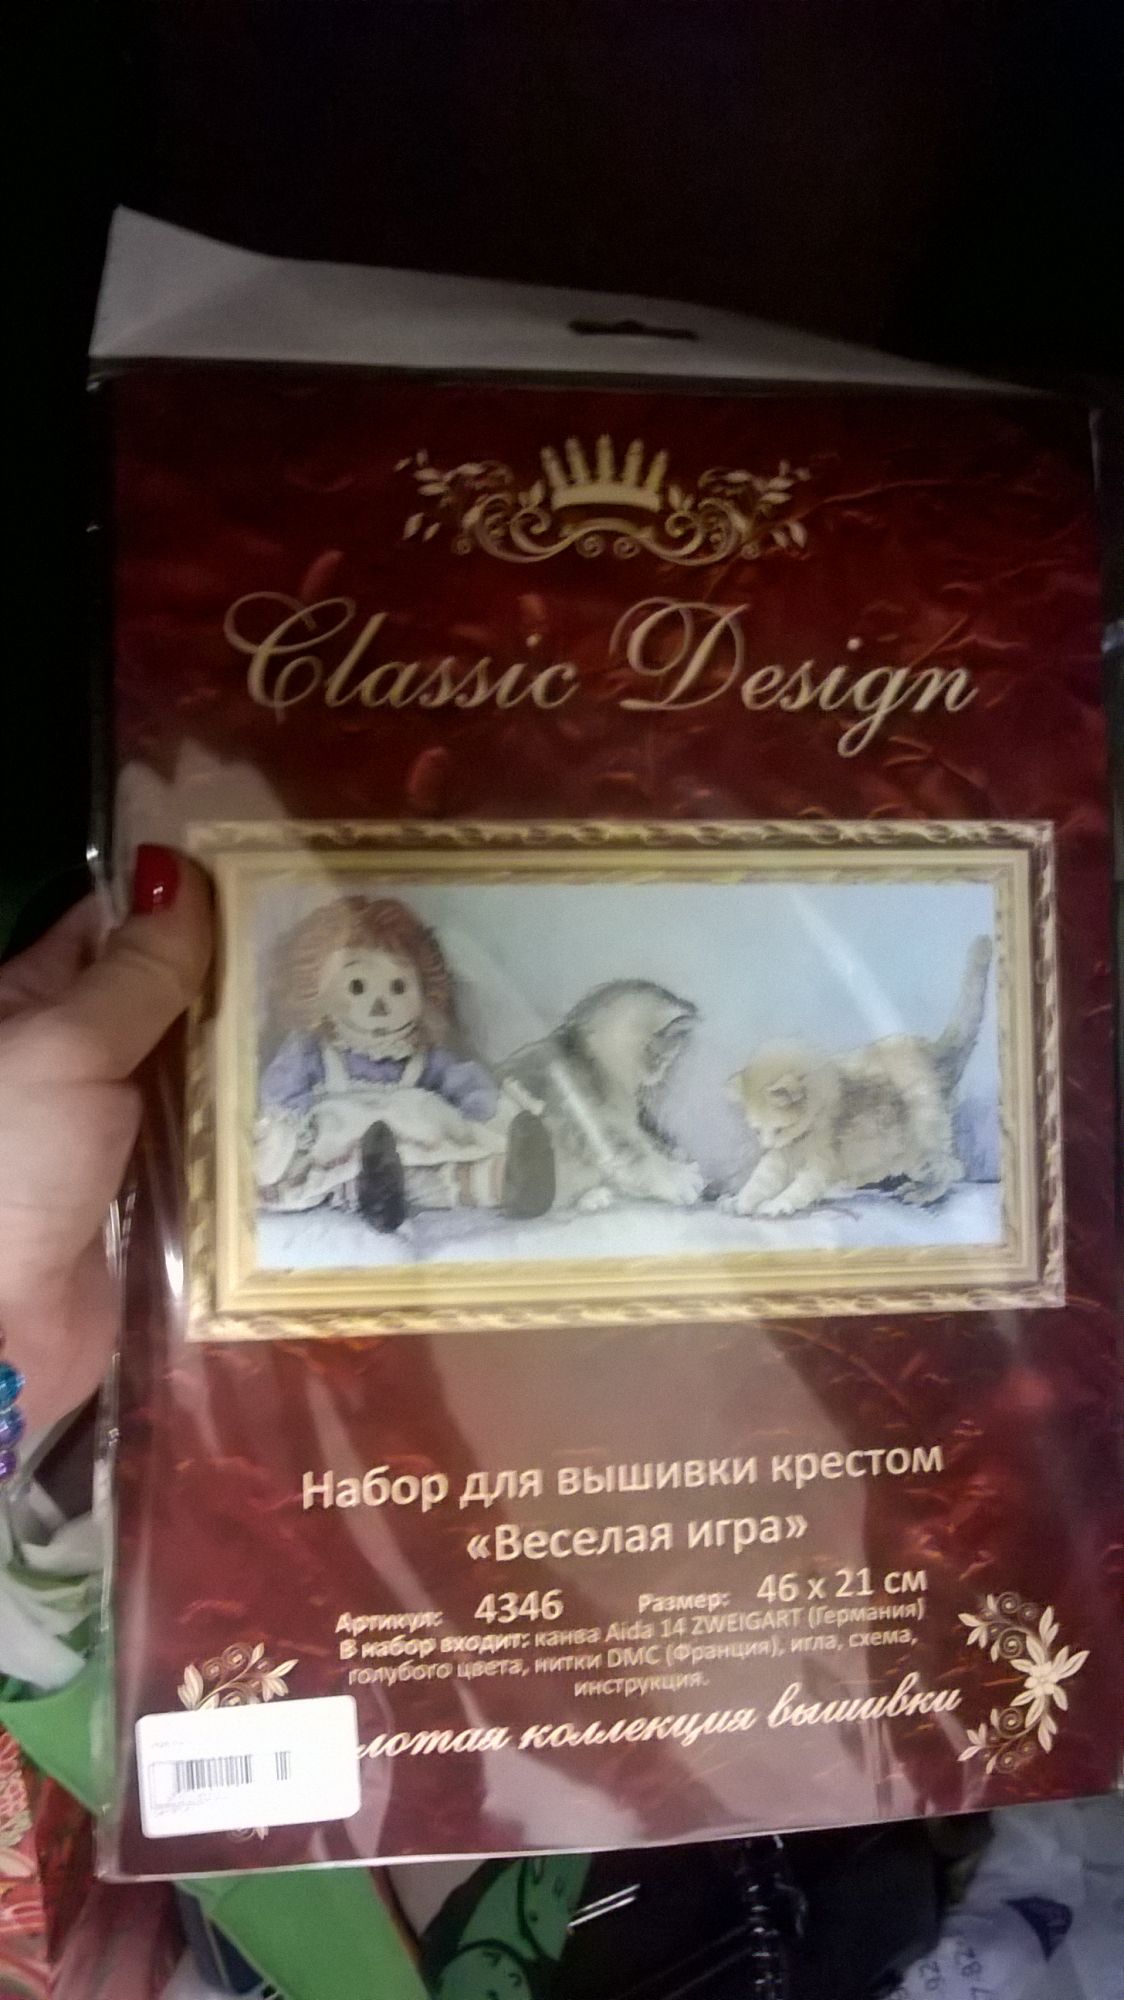 Classic Design
Набор для вышивки крестом
«Веселая игра»
Артикул: 4346 Размер: 46 x 21 см
В набор входит: канва Aida 14 ZWEIGART (Германия)
голубого цвета, нитки DMC (Франция), игла, схема,
инструкция.
лотая коллекция вышивки